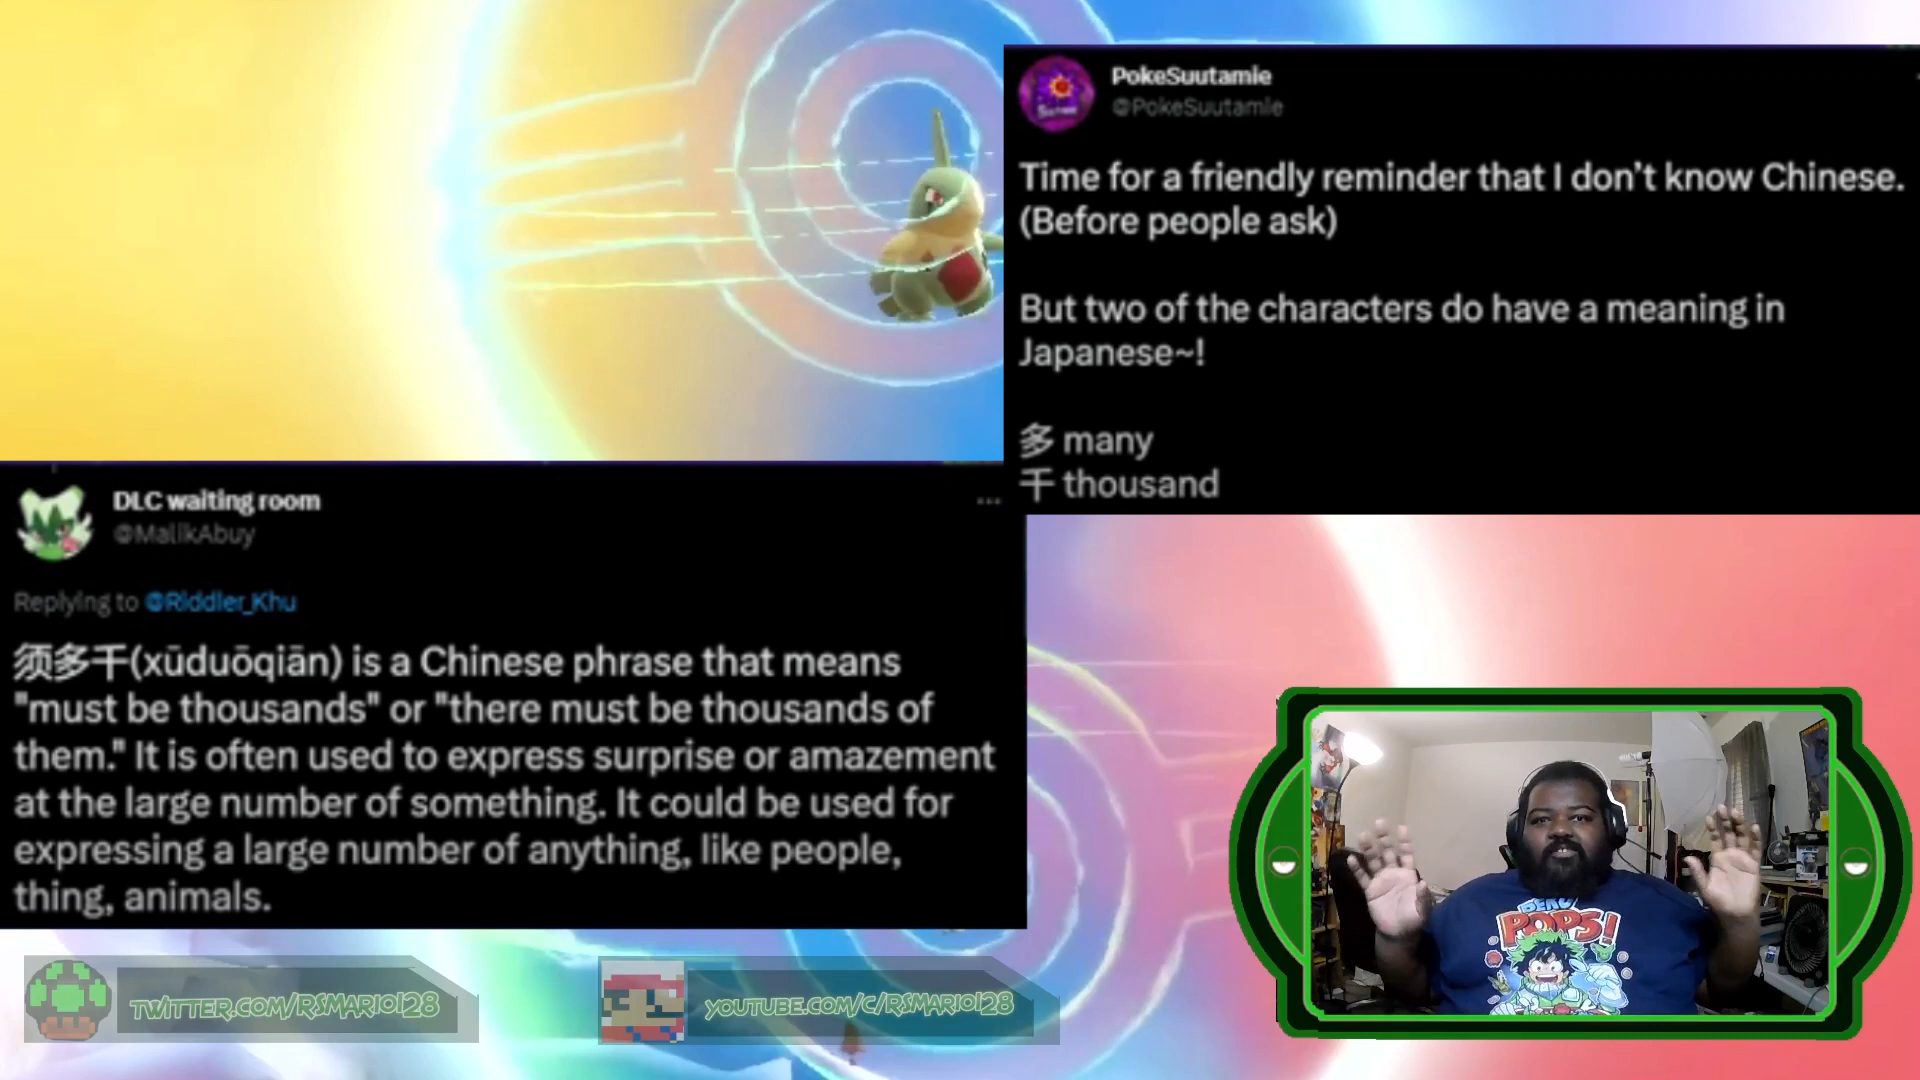 PokeSuutamie
@PokeSuutamie
Time for a friendly reminder that I don't know Chinese.
(Before people ask)
But two of the characters do have a meaning in
Japanese~!
多 many
千 thousand
DLC waiting room
@MalikAbuy
Replying to @Riddler_Khu
须多千(xūduōqiān) is a Chinese phrase that means
"must be thousands" or "there must be thousands of
them." It is often used to express surprise or amazement
at the large number of something. It could be used for
expressing a large number of anything, like people,
thing, animals.
DEKU
POPS!
TWITTER.COM/RSMARIO128
YOUTUBE.COM/C/RSMARIO128